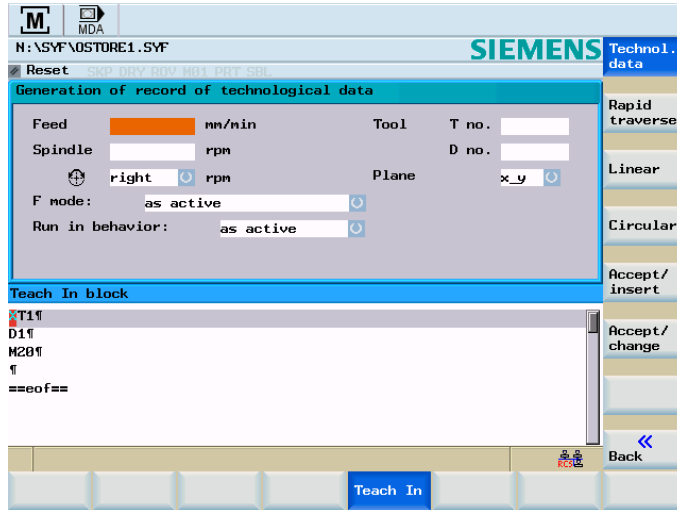 M
MDA
N:\SYF\OSTORE1.SYF
SIEMENS
Reset SKP DRY ROV M01 PRT SBL
Generation of record of technological data
Feed mm/min Tool T no.
Spindle rpm D no.
right rpm Plane x_y
F mode: as active
Run in behavior: as active
Teach In block
T1¶
D1¶
M20¶
¶
==eof==
RCS
Teach In
Technol.
data
Rapid
traverse
Linear
Circular
Accept/
insert
Accept/
change
«
Back